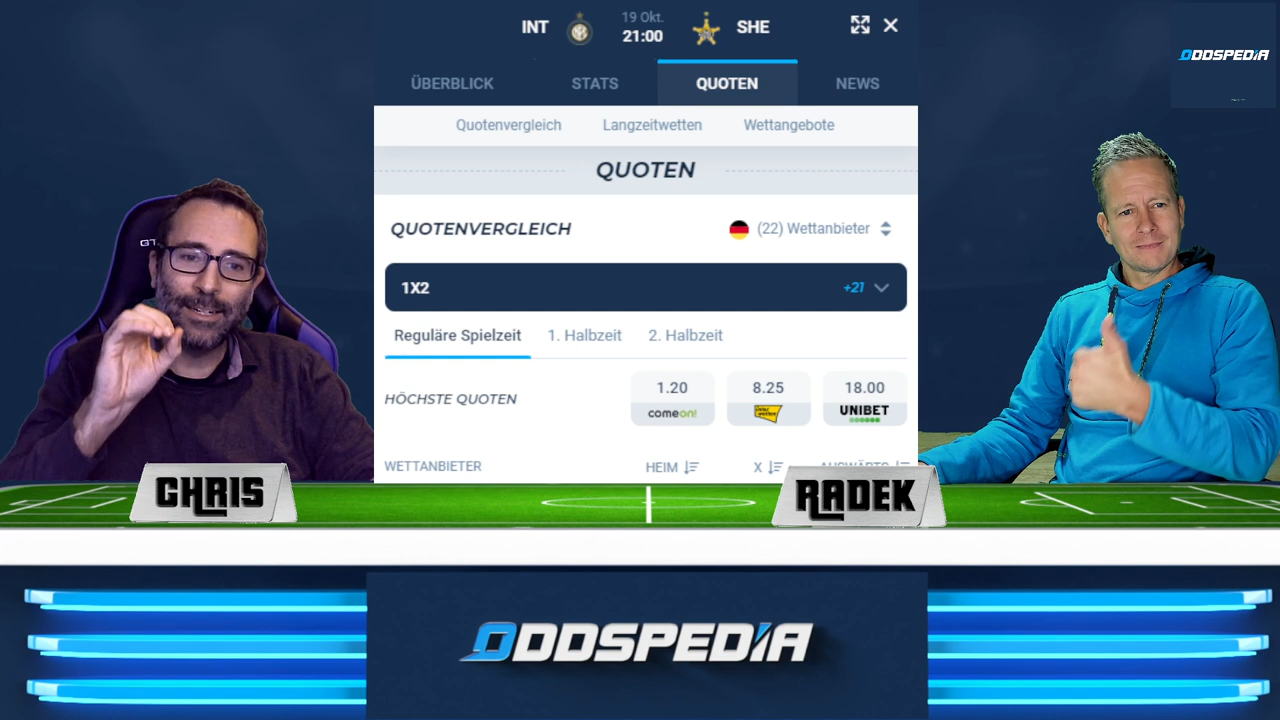 INT
19 Okt.
21:00
SHE
ODDSPEDIA
ÜBERBLICK
STATS
QUOTEN
NEWS
Quotenvergleich
Langzeitwetten
Wettangebote
QUOTEN
QUOTENVERGLEICH
(22) Wettanbieter
1X2
+21
Reguläre Spielzeit
1. Halbzeit
2. Halbzeit
HÖCHSTE QUOTEN
1.20
8.25
18.00
comeon!
UNIBET
WETTANBIETER
HEIM
X
AUSWÄRTS
GT
CHRIS
RADEK
ODDSPEDIA